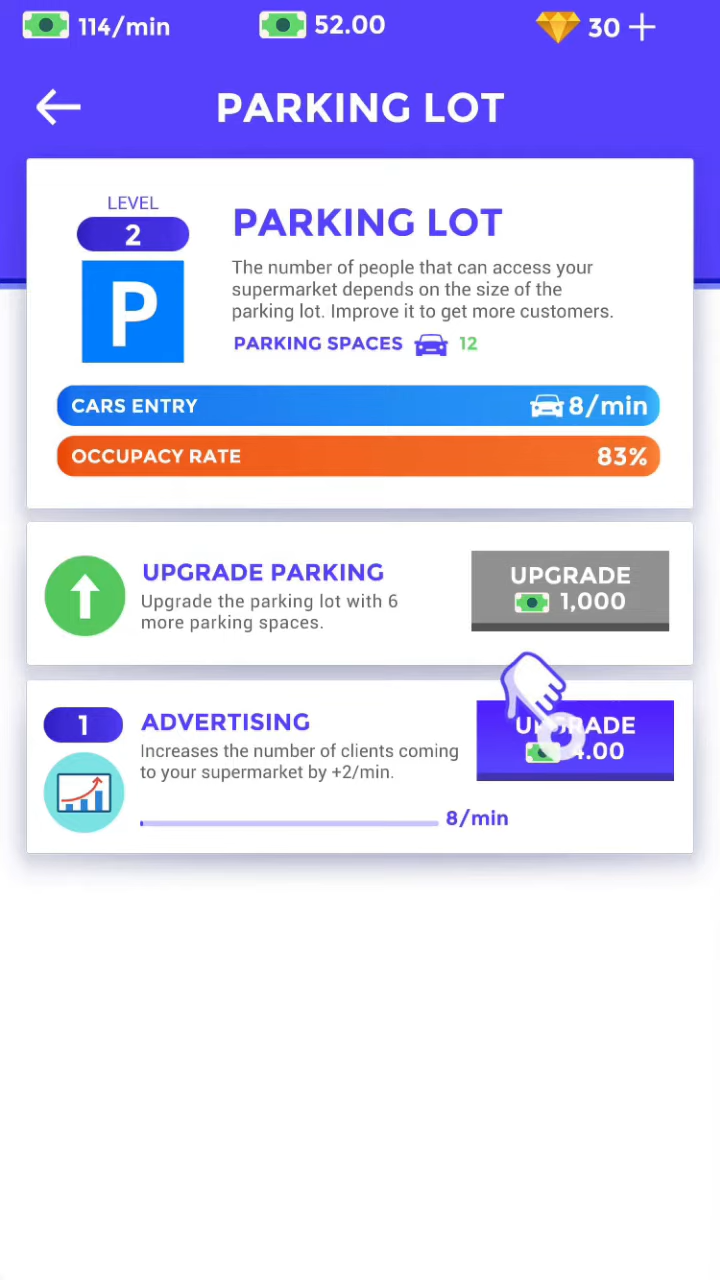 114/min
52.00
30
PARKING LOT
LEVEL
2
P
PARKING LOT
The number of people that can access your
supermarket depends on the size of the
parking lot. Improve it to get more customers.
PARKING SPACES 12
CARS ENTRY 8/min
OCCUPACY RATE 83%
UPGRADE PARKING
Upgrade the parking lot with 6
more parking spaces.
UPGRADE
1,000
1
ADVERTISING
Increases the number of clients coming
to your supermarket by +2/min.
8/min
UPGRADE
4.00